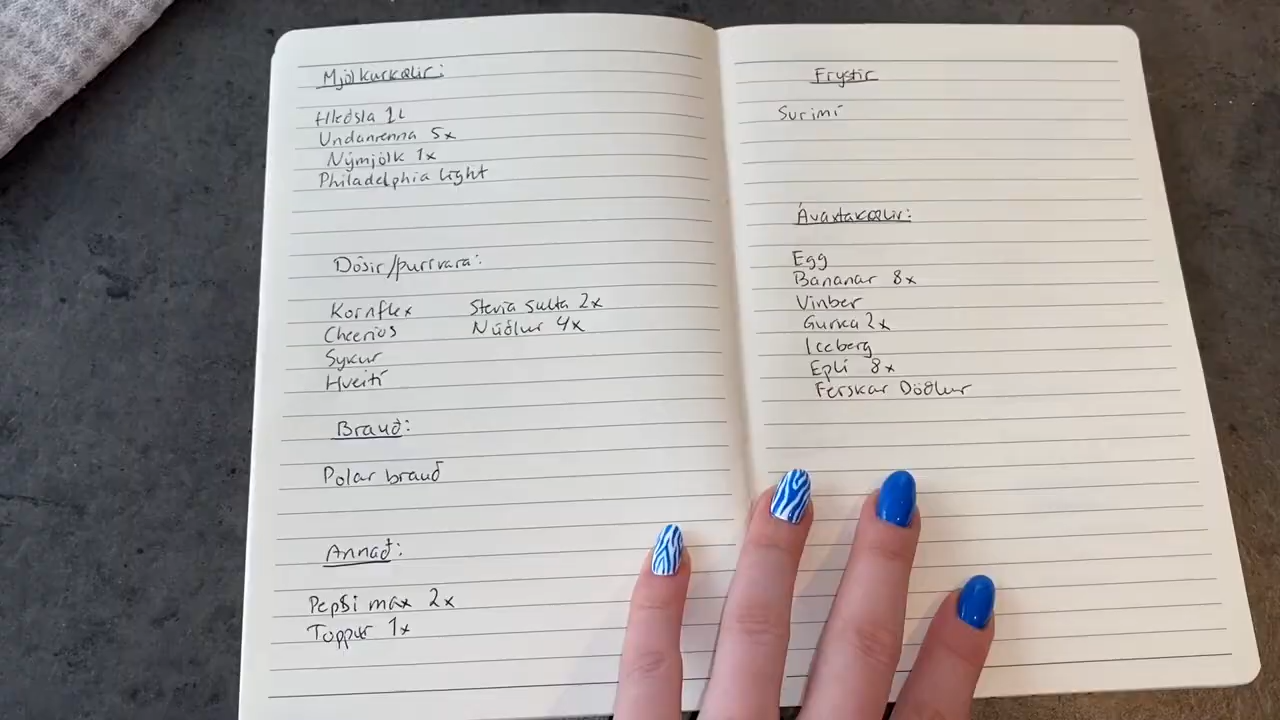 Mjólkurkælir:
Hleðsla 1L
Undanrenna 5x
Nýmjólk 1x
Philadelphia light
Dósir/þurrvara:
Kornflex Stevia sulta 2x
Cheerios Núðlur 4x
Sykur
Hveiti
Brauð:
Polar brauð
Annað:
Pepsi max 2x
Toppur 1x
Frystir
Surimi
Ávaxtakælir:
Egg
Bananar 8x
Vinber
Gurka 2x
Iceberg
Epli 8x
Ferskar Döðlur